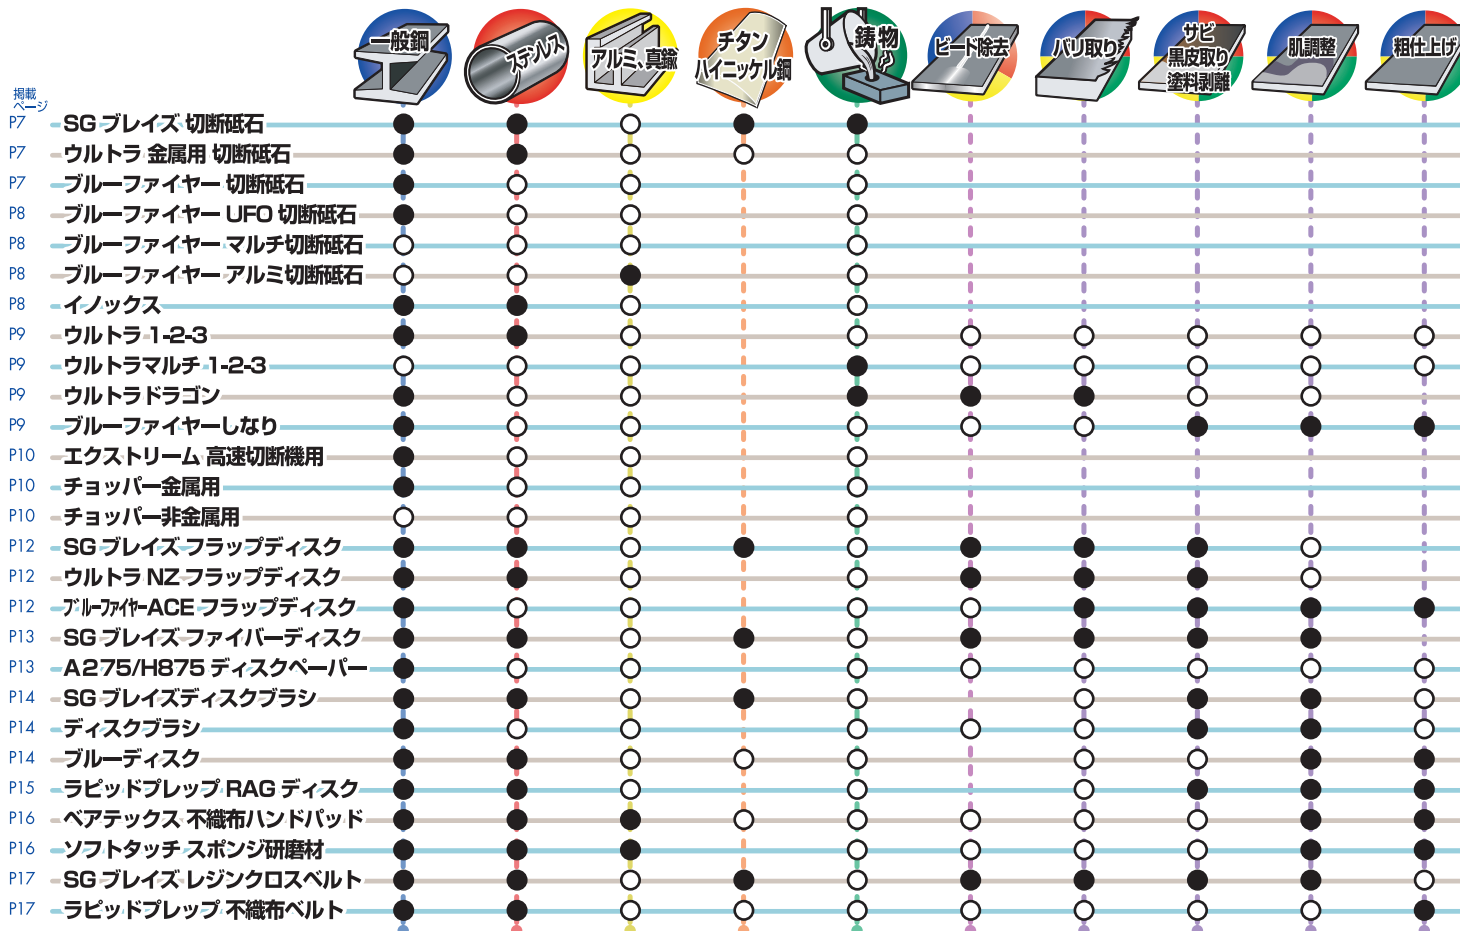 一般鋼
ステンレス
アルミ、真鍮
チタン
ハイニッケル鋼
鋳物
ビード除去
バリ取り
サビ
黒皮取り
塗料剥離
肌調整
粗仕上げ
掲載
ページ
P7 SG ブレイズ 切断砥石
P7 ウルトラ 金属用 切断砥石
P7 ブルーファイヤー 切断砥石
P8 ブルーファイヤー UFO 切断砥石
P8 ブルーファイヤー マルチ切断砥石
P8 ブルーファイヤー アルミ切断砥石
P8 イノックス
P9 ウルトラ 1-2-3
P9 ウルトラマルチ 1-2-3
P9 ウルトラドラゴン
P9 ブルーファイヤーしなり
P10 エクストリーム 高速切断機用
P10 チョッパー金属用
P10 チョッパー非金属用
P12 SG ブレイズ フラップディスク
P12 ウルトラ NZ フラップディスク
P12 ブルーファイヤーACE フラップディスク
P13 SG ブレイズ ファイバーディスク
P13 A275/H875 ディスクペーパー
P14 SG ブレイズディスクブラシ
P14 ディスクブラシ
P14 ブルーディスク
P15 ラピッドプレップ RAG ディスク
P16 ベアテックス 不織布ハンドパッド
P16 ソフトタッチ スポンジ研磨材
P17 SG ブレイズ レジンクロスベルト
P17 ラピッドプレップ 不織布ベルト